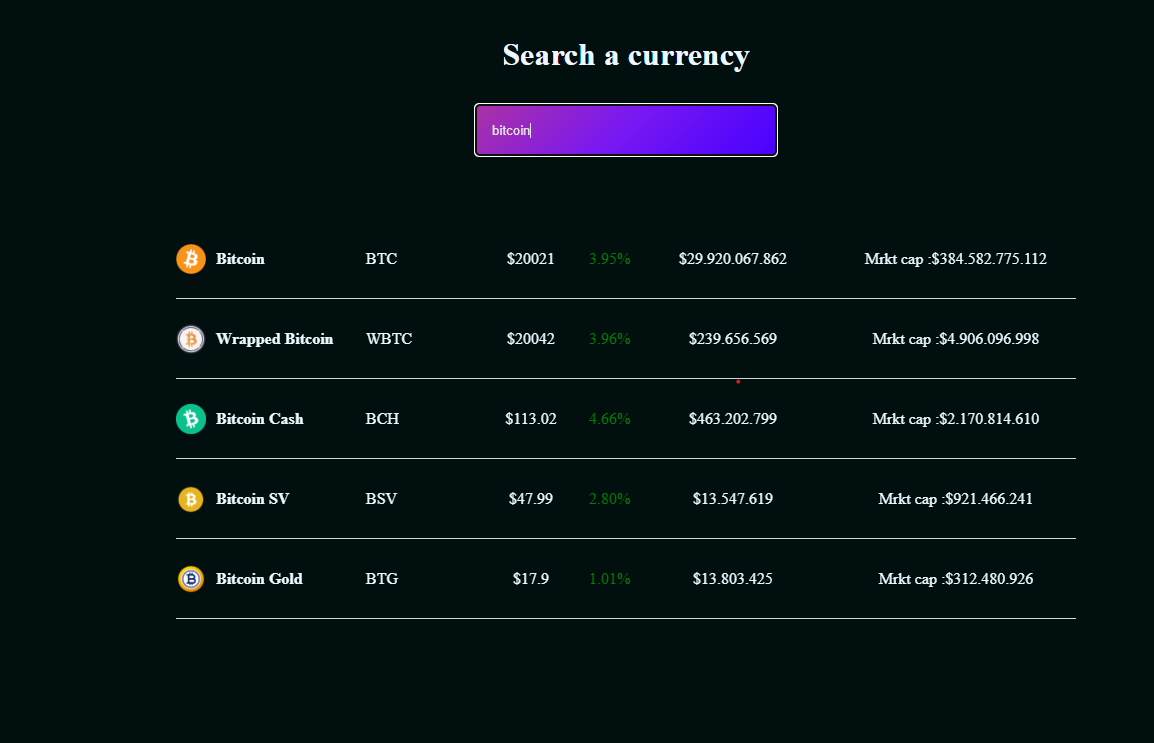 Search a currency
bitcoin
Bitcoin BTC $20021 3.95% $29.920.067.862 Mrkt cap :$384.582.775.112
Wrapped Bitcoin WBTC $20042 3.96% $239.656.569 Mrkt cap :$4.906.096.998
Bitcoin Cash BCH $113.02 4.66% $463.202.799 Mrkt cap :$2.170.814.610
Bitcoin SV BSV $47.99 2.80% $13.547.619 Mrkt cap :$921.466.241
Bitcoin Gold BTG $17.9 1.01% $13.803.425 Mrkt cap :$312.480.926